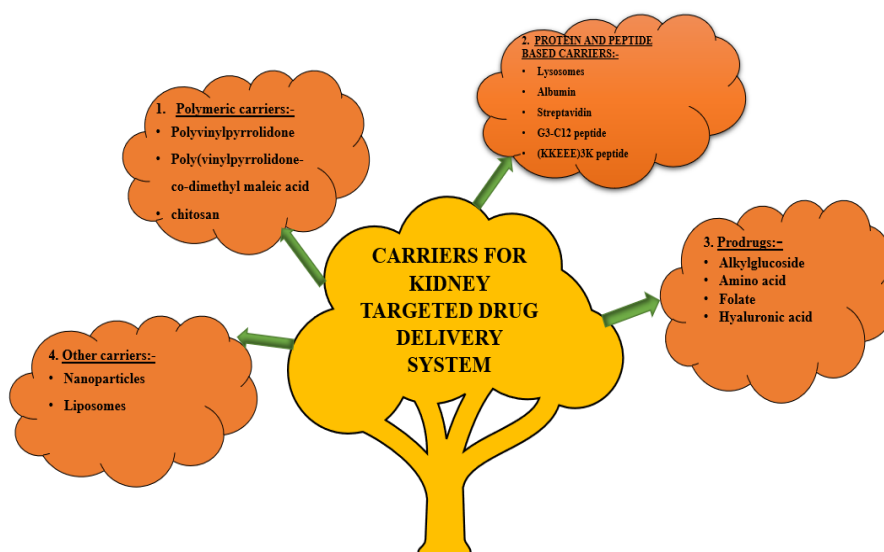 1. Polymeric carriers:-
• Polyvinylpyrrolidone
• Poly(vinylpyrrolidone-
co-dimethyl maleic acid
• chitosan
2. PROTEIN AND PEPTIDE
BASED CARRIERS:-
• Lysosomes
• Albumin
• Streptavidin
• G3-C12 peptide
• (KKEEE)3K peptide
CARRIERS FOR
KIDNEY
TARGETED DRUG
DELIVERY
SYSTEM
3. Prodrugs:-
• Alkylglucoside
• Amino acid
• Folate
• Hyaluronic acid
4. Other carriers:-
• Nanoparticles
• Liposomes